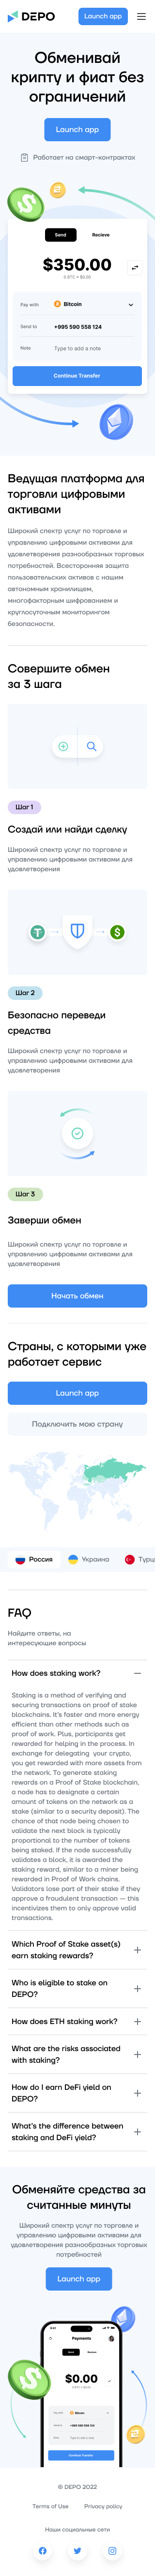 DEPO
Launch app
Обменивай
крипту и фиат без
ограничений
Launch app
Работает на смарт-контрактах
Send
Recieve
$350.00
0 BTC = $0.00
Pay with
Bitcoin
Send to
+995 590 558 124
Note
Type to add a note
Continue Transfer
Ведущая платформа для
торговли цифровыми
активами
Широкий спектр услуг по торговле и
управлению цифровыми активами для
удовлетворения разнообразных торговых
потребностей. Всесторонняя защита
пользовательских активов с нашим
автономным хранилищем,
многофакторным шифрованием и
круглосуточным мониторингом
безопасности.
Совершите обмен
за 3 шага
Шаг 1
Создай или найди сделку
Широкий спектр услуг по торговле и
управлению цифровыми активами для
удовлетворения
Шаг 2
Безопасно переведи
средства
Широкий спектр услуг по торговле и
управлению цифровыми активами для
удовлетворения
Шаг 3
Заверши обмен
Широкий спектр услуг по торговле и
управлению цифровыми активами для
удовлетворения
Начать обмен
Страны, с которыми уже
работает сервис
Launch app
Подключить мою страну
Россия
Украина
Турц
FAQ
Найдите ответы, на
интересующие вопросы
How does staking work?
Staking is a method of verifying and
securing transactions on proof of stake
blockchains. It's faster and more energy
efficient than other methods such as
proof of work. Plus, participants get
rewarded for helping in the process. In
exchange for delegating your crypto,
you get rewarded with more assets from
the network. To generate staking
rewards on a Proof of Stake blockchain,
a node has to designate a certain
amount of tokens on the network as a
stake (similar to a security deposit). The
chance of that node being chosen to
validate the next block is typically
proportional to the number of tokens
being staked. If the node successfully
validates a block, it is awarded the
staking reward, similar to a miner being
rewarded in Proof of Work chains.
Validators lose part of their stake if they
approve a fraudulent transaction — this
incentivizes them to only approve valid
transactions.
Which Proof of Stake asset(s)
earn staking rewards?
Who is eligible to stake on
DEPO?
How does ETH staking work?
What are the risks associated
with staking?
How do I earn DeFi yield on
DEPO?
What's the difference between
staking and DeFi yield?
Обменяйте средства за
считанные минуты
Широкий спектр услуг по торговле и
управлению цифровыми активами для
удовлетворения разнообразных торговых
потребностей
Launch app
Payments
$0.00
Bitcoin
+995 590 558 124
Continue Transfer
© DEPO 2022
Terms of Use
Privacy policy
Наши социальные сети